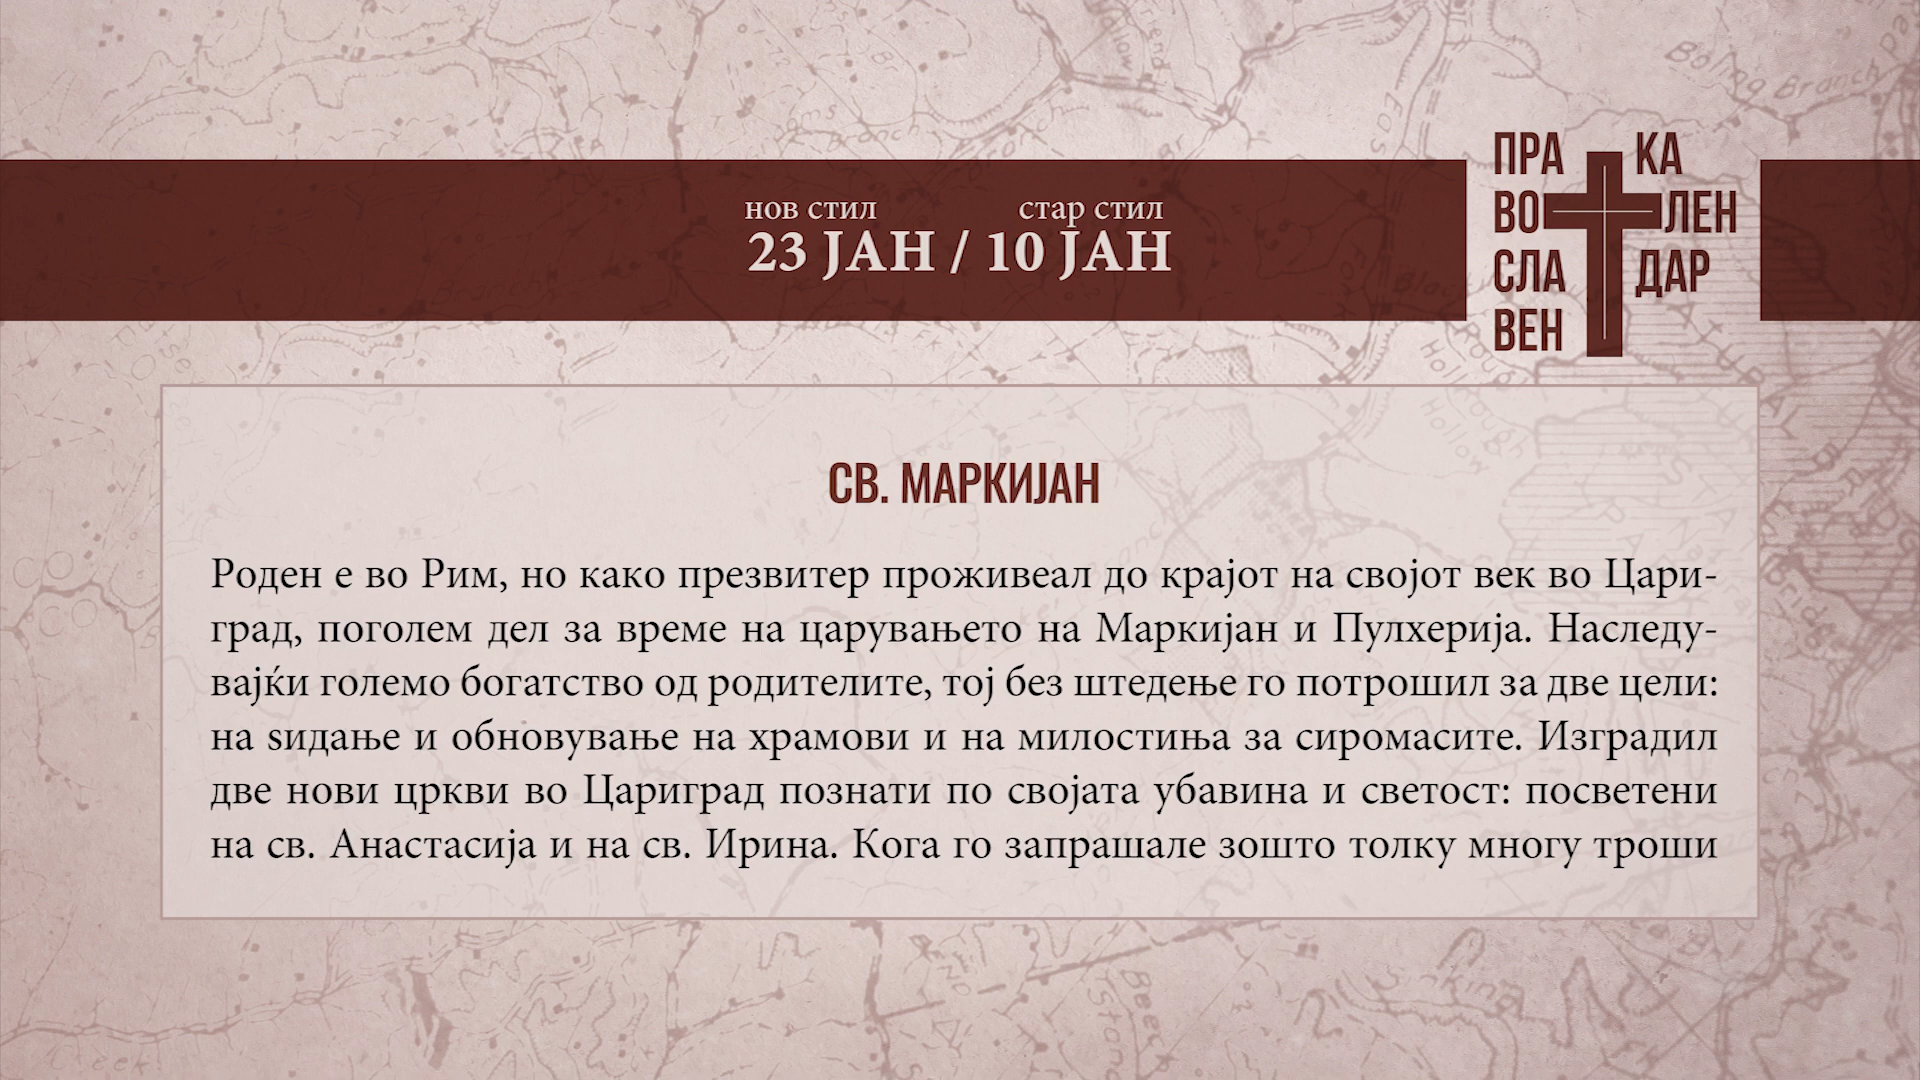 нов стил стар стил
23 ЈАН / 10 ЈАН
ПРА КА
ВО ЛЕН
СЛА ДАР
ВЕН
СВ. МАРКИЈАН
Роден е во Рим, но како презвитер проживеал до крајот на својот век во Цари-
град, поголем дел за време на царувањето на Маркијан и Пулхерија. Наследу-
вајќи големо богатство од родителите, тој без штедење го потрошил за две цели:
на ѕидање и обновување на храмови и на милостиња за сиромасите. Изградил
две нови цркви во Цариград познати по својата убавина и светост: посветени
на св. Анастасија и на св. Ирина. Кога го запрашале зошто толку многу троши
Boling Branch
Rough
Hollow